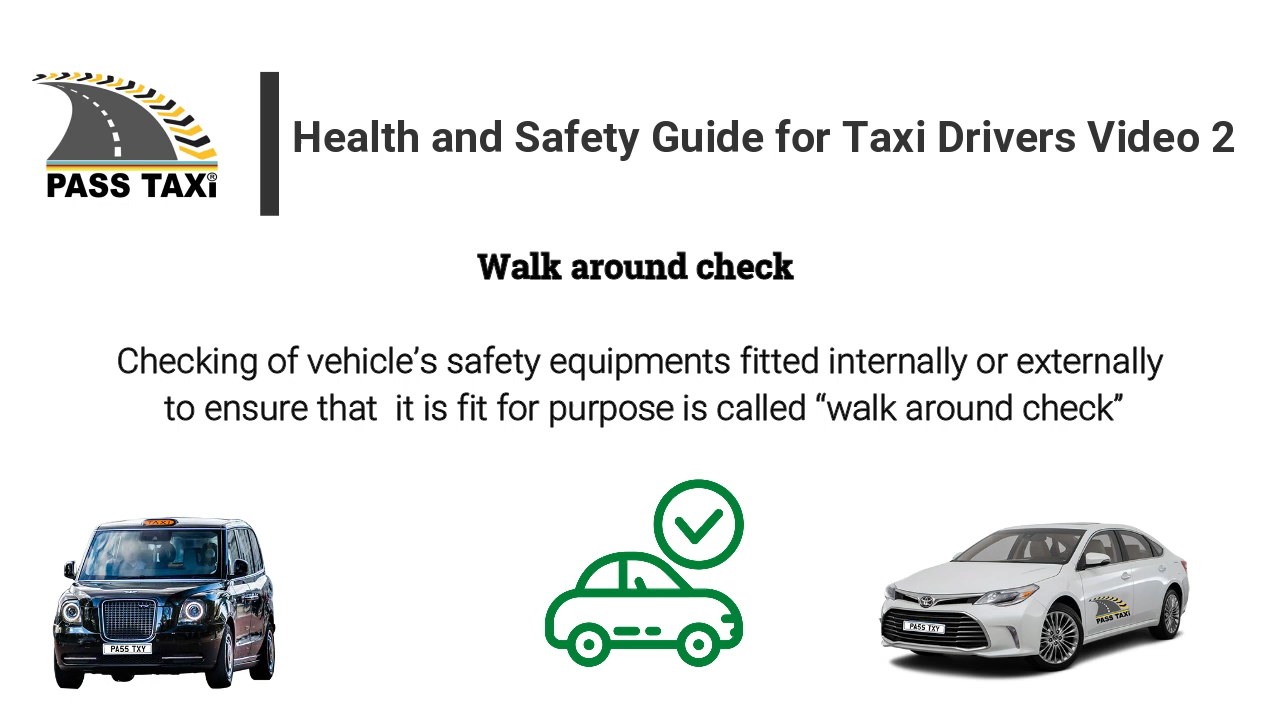 Health and Safety Guide for Taxi Drivers Video 2
PASS TAXi®
Walk around check
Checking of vehicle’s safety equipments fitted internally or externally
to ensure that  it is fit for purpose is called “walk around check”
TAXI
PASS TXY
PASS TXY
PASS TAXi